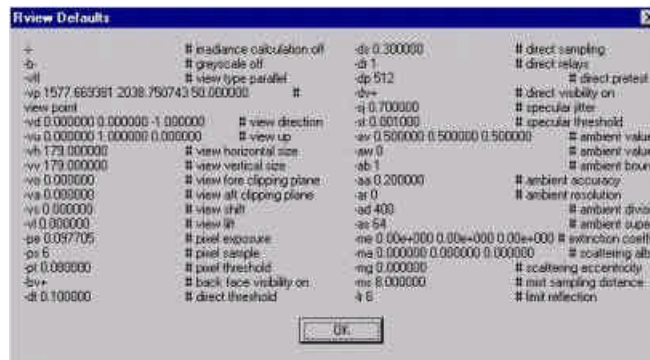 Rview Defaults
-i- # irradiance calculation off
-b- # greyscale off
-vtl # view type parallel
-vp 1577.669391 2038.750743 50.000000 #
view point
-vd 0.000000 0.000000 -1.000000 # view direction
-vu 0.000000 1.000000 0.000000 # view up
-vh 179.000000 # view horizontal size
-vv 179.000000 # view vertical size
-vo 0.000000 # view fore clipping plane
-va 0.000000 # view aft clipping plane
-vs 0.000000 # view shift
-vl 0.000000 # view lift
-pe 0.097705 # pixel exposure
-ps 6 # pixel sample
-pt 0.080000 # pixel threshold
-bv+ # back face visibility on
-dt 0.100000 # direct threshold
-ds 0.300000 # direct sampling
-dr 1 # direct relays
-dp 512 # direct pretest
-dv+ # direct visibility on
-sj 0.700000 # specular jitter
-st 0.001000 # specular threshold
-av 0.500000 0.500000 0.500000 # ambient value
-aw 0 # ambient value
-ab 1 # ambient boun
-aa 0.200000 # ambient accuracy
-ar 0 # ambient resolution
-ad 400 # ambient divis
-as 64 # ambient supe
-me 0.00e+000 0.00e+000 0.00e+000 # extinction coeff
-ma 0.000000 0.000000 0.000000 # scattering alb
-mg 0.000000 # scattering eccentricity
-ms 8.000000 # mist sampling distance
-lr 6 # limit reflection
OK